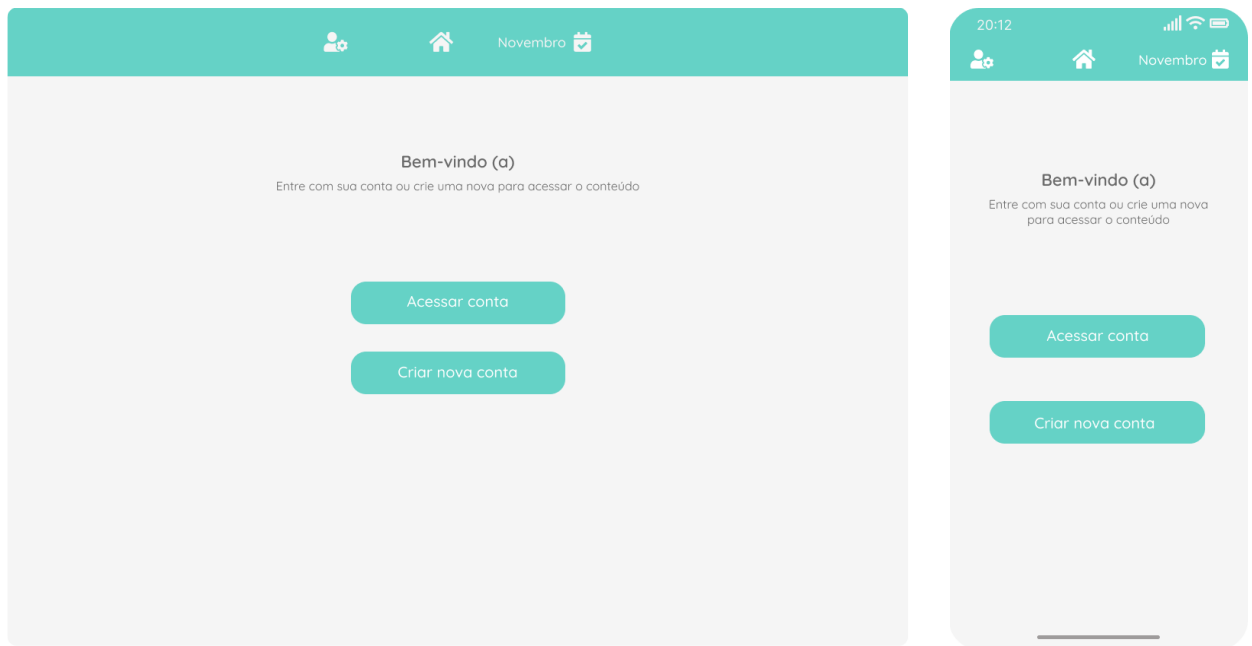 Novembro
Bem-vindo (a)
Entre com sua conta ou crie uma nova para acessar o conteúdo
Acessar conta
Criar nova conta
20:12
Novembro
Bem-vindo (a)
Entre com sua conta ou crie uma nova
para acessar o conteúdo
Acessar conta
Criar nova conta